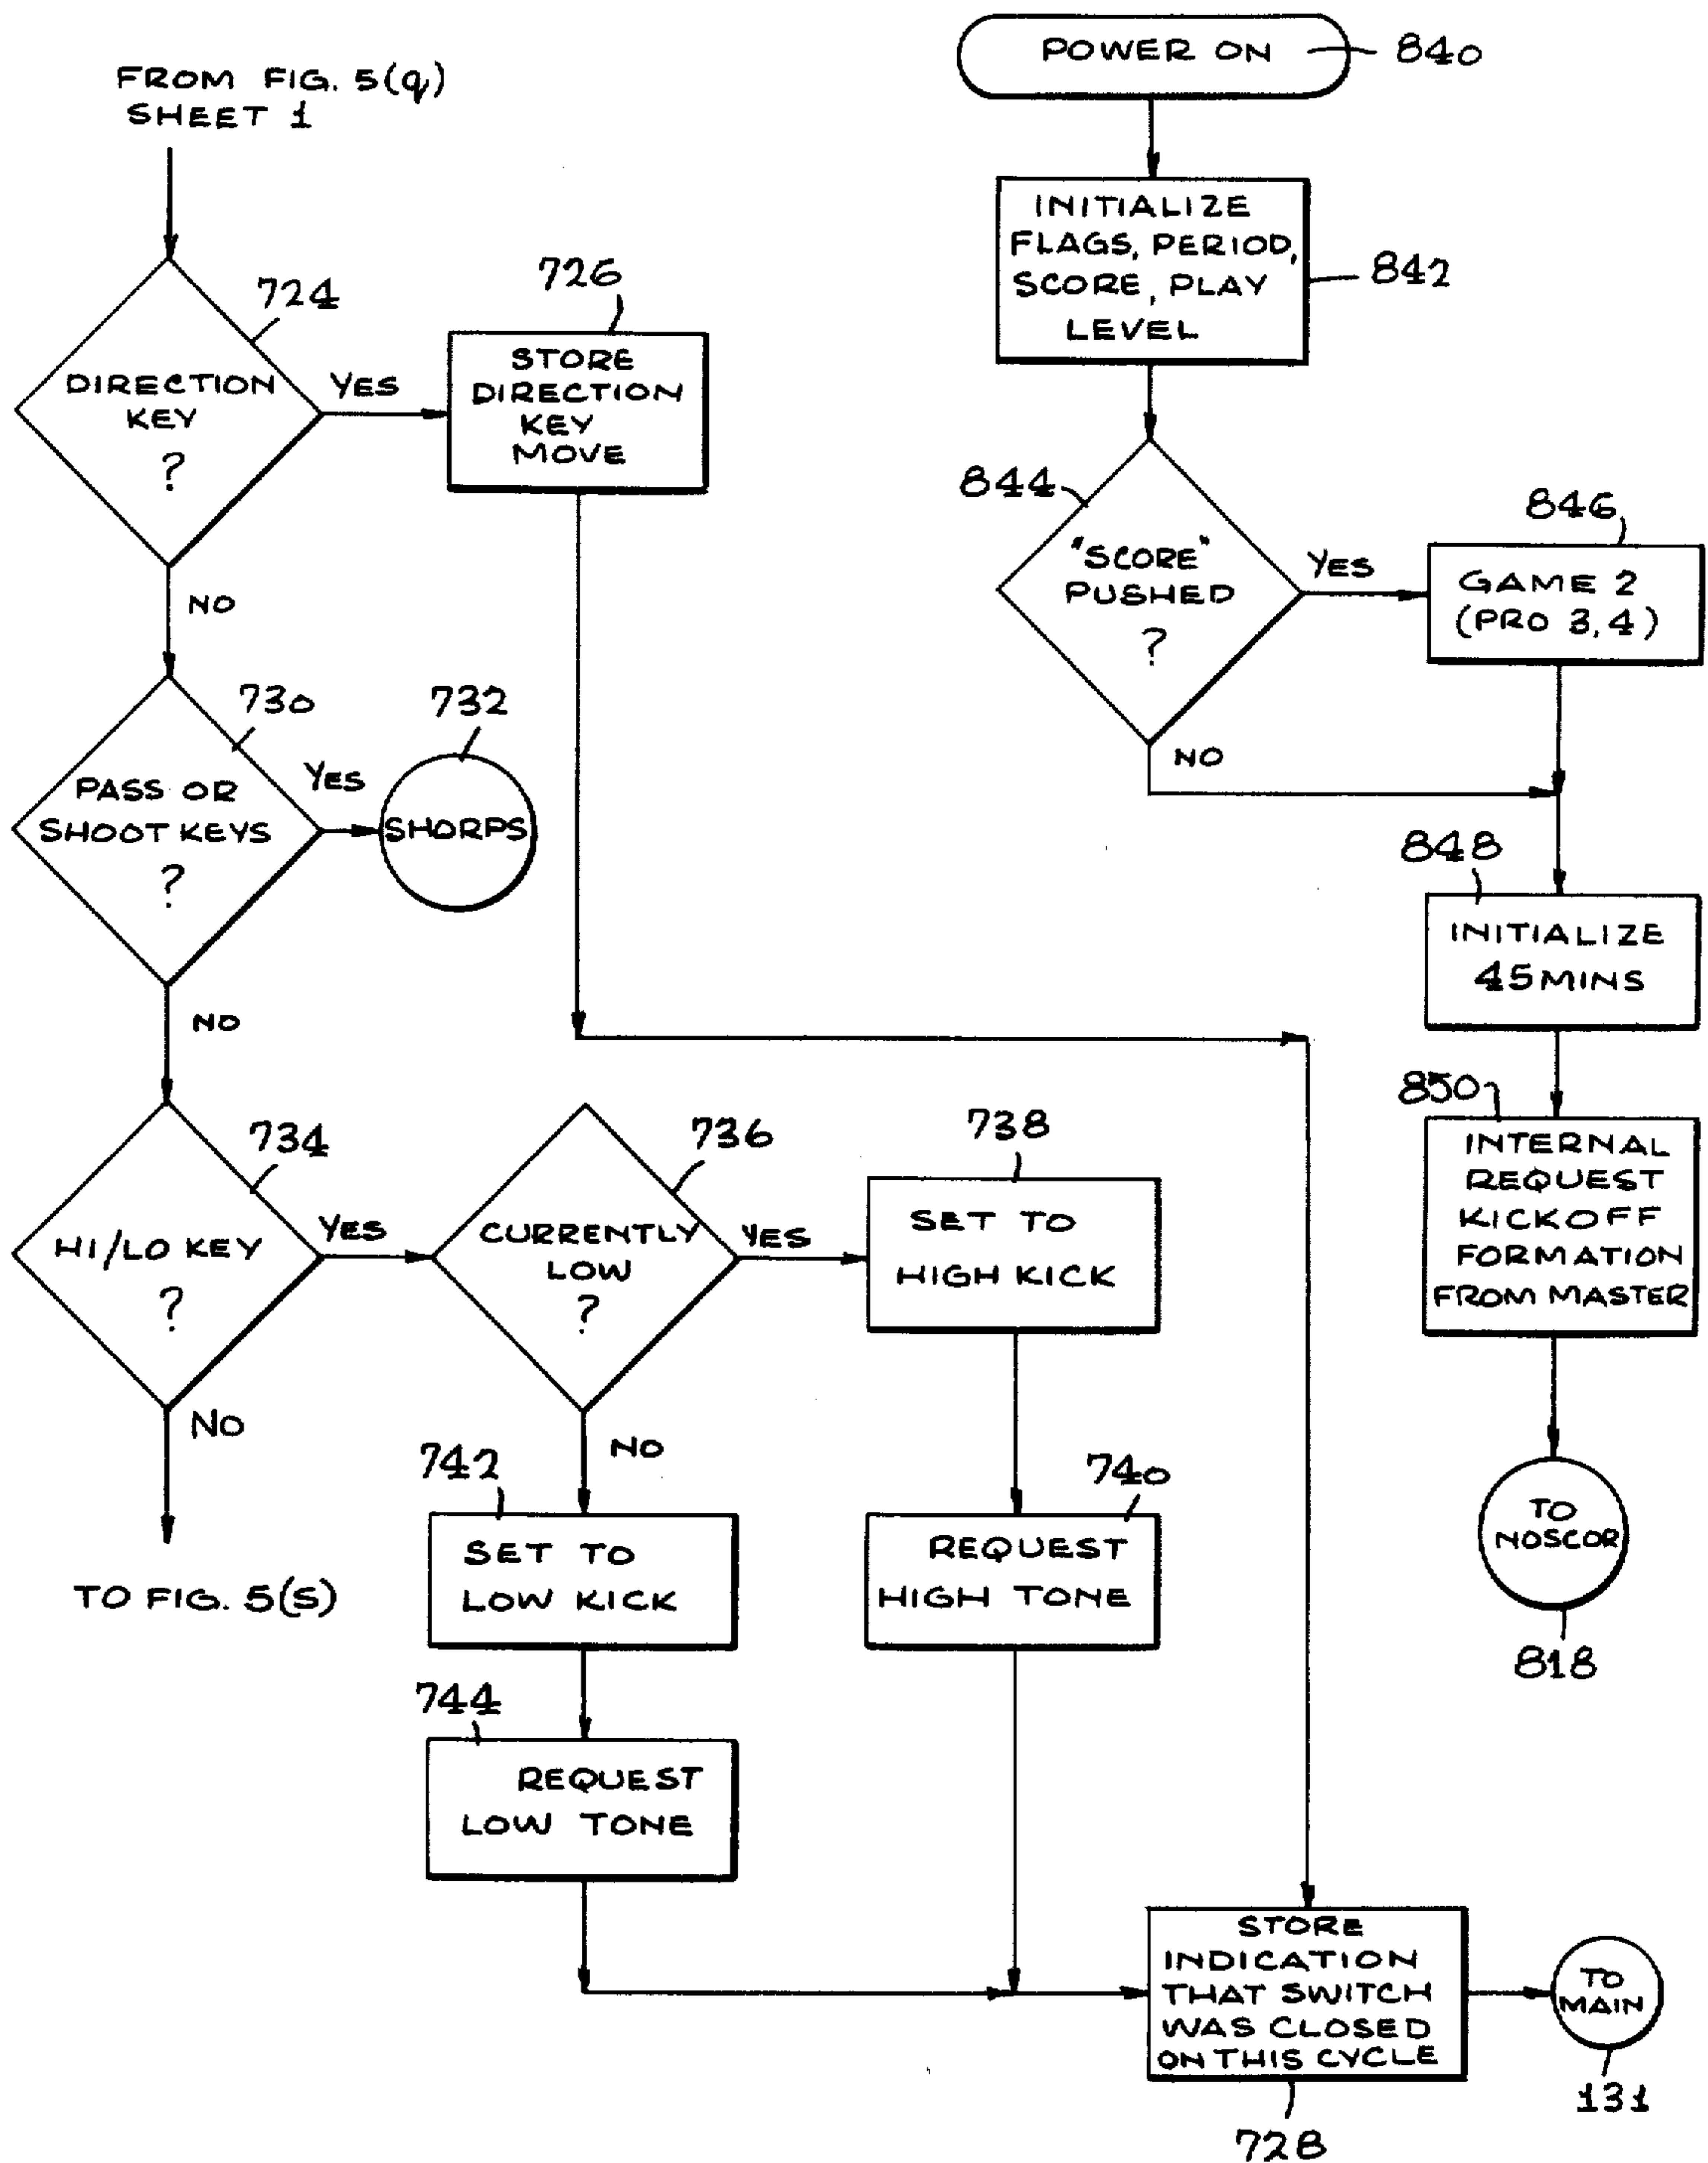 FROM FIG. 5(q)
SHEET 1
724
DIRECTION
KEY
?
YES
NO
726
STORE
DIRECTION
KEY
MOVE
730
PASS OR
SHOOT KEYS
?
YES
NO
732
SHORPS
734
HI/LO KEY
?
YES
NO
TO FIG. 5(S)
736
CURRENTLY
LOW
?
YES
NO
738
SET TO
HIGH KICK
740
REQUEST
HIGH TONE
742
SET TO
LOW KICK
744
REQUEST
LOW TONE
STORE
INDICATION
THAT SWITCH
WAS CLOSED
ON THIS CYCLE
728
TO
MAIN
131
POWER ON
840
INITIALIZE
FLAGS, PERIOD,
SCORE, PLAY
LEVEL
842
844
"SCORE"
PUSHED
?
YES
NO
846
GAME 2
(PRO 3,4)
848
INITIALIZE
45 MINS
850
INTERNAL
REQUEST
KICKOFF
FORMATION
FROM MASTER
TO
NOSCOR
818